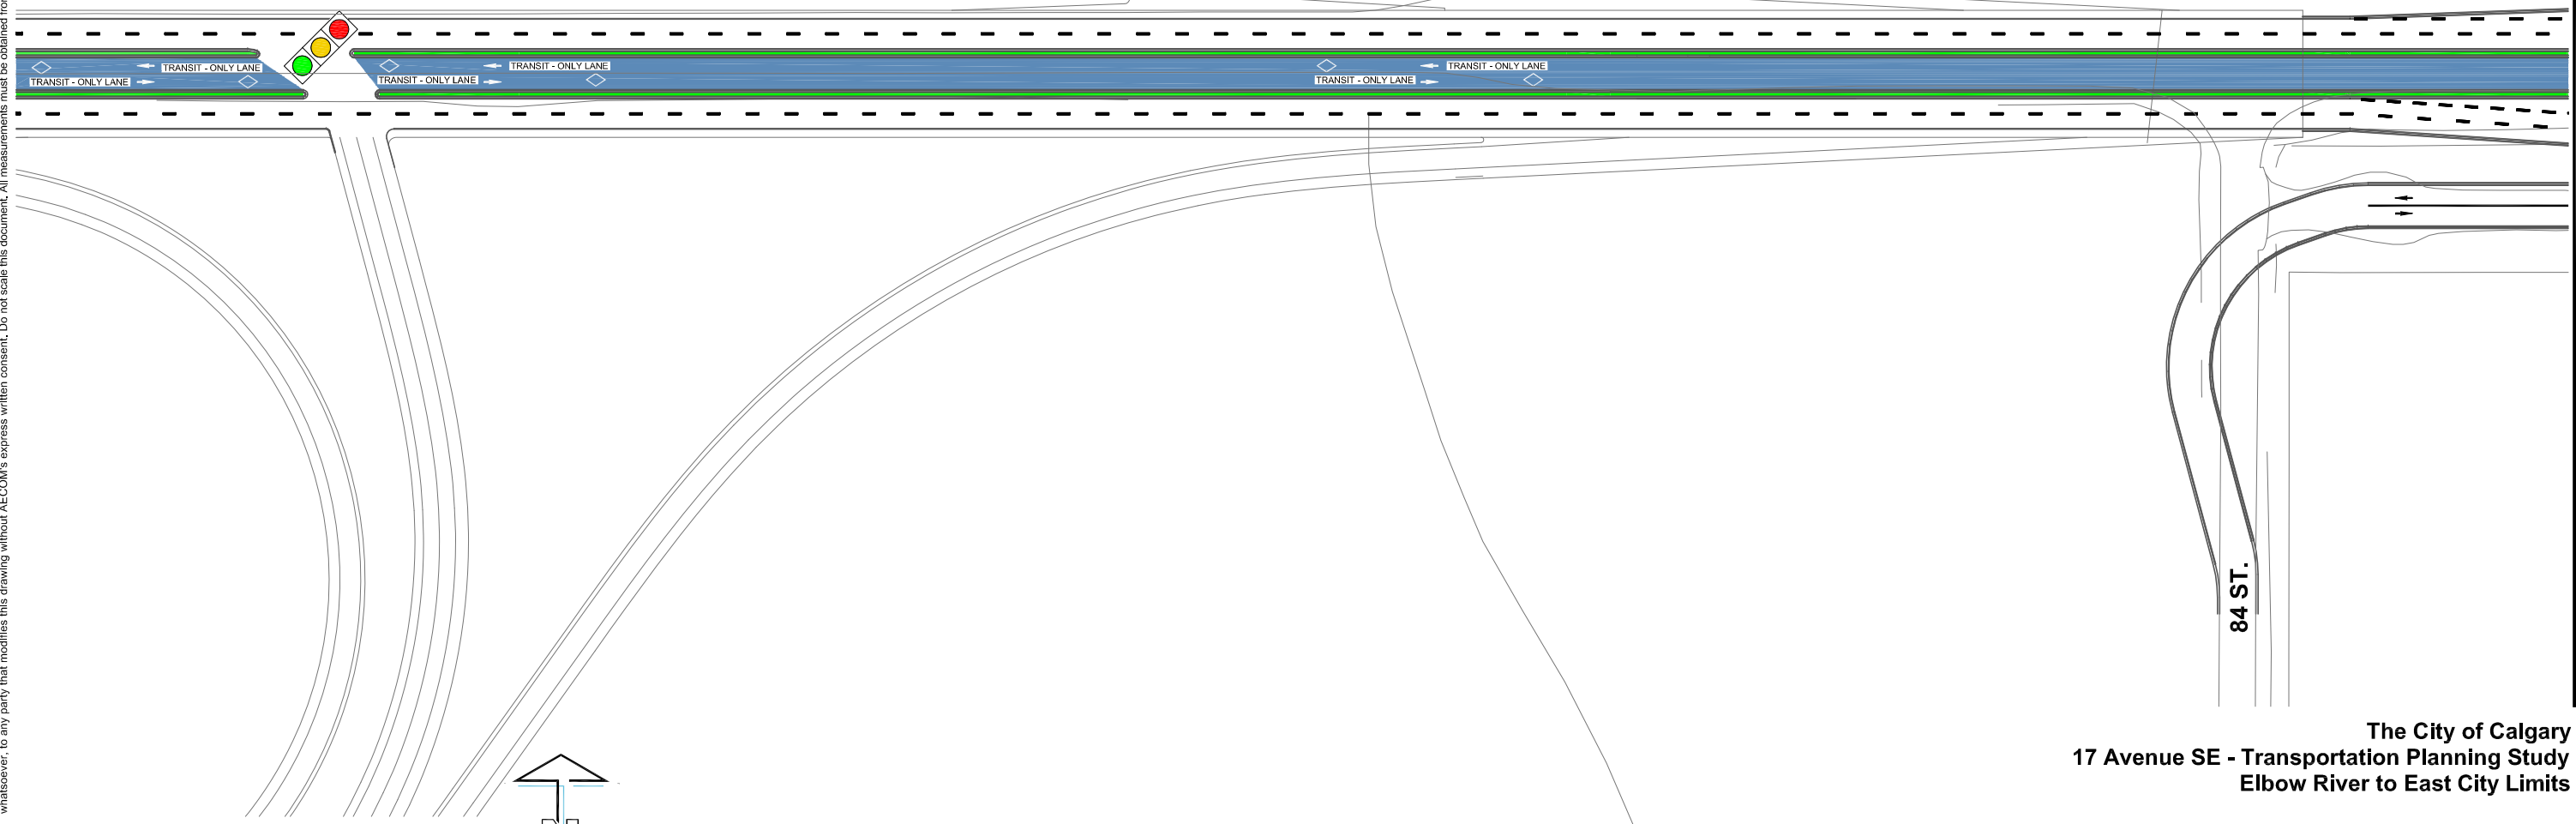 whatsoever, to any party that modifies this drawing without AECOM's express written consent. Do not scale this document. All measurements must be obtained
TRANSIT - ONLY LANE
TRANSIT - ONLY LANE
TRANSIT - ONLY LANE
TRANSIT - ONLY LANE
TRANSIT - ONLY LANE
TRANSIT - ONLY LANE
84 ST.
The City of Calgary
17 Avenue SE - Transportation Planning Study
Elbow River to East City Limits